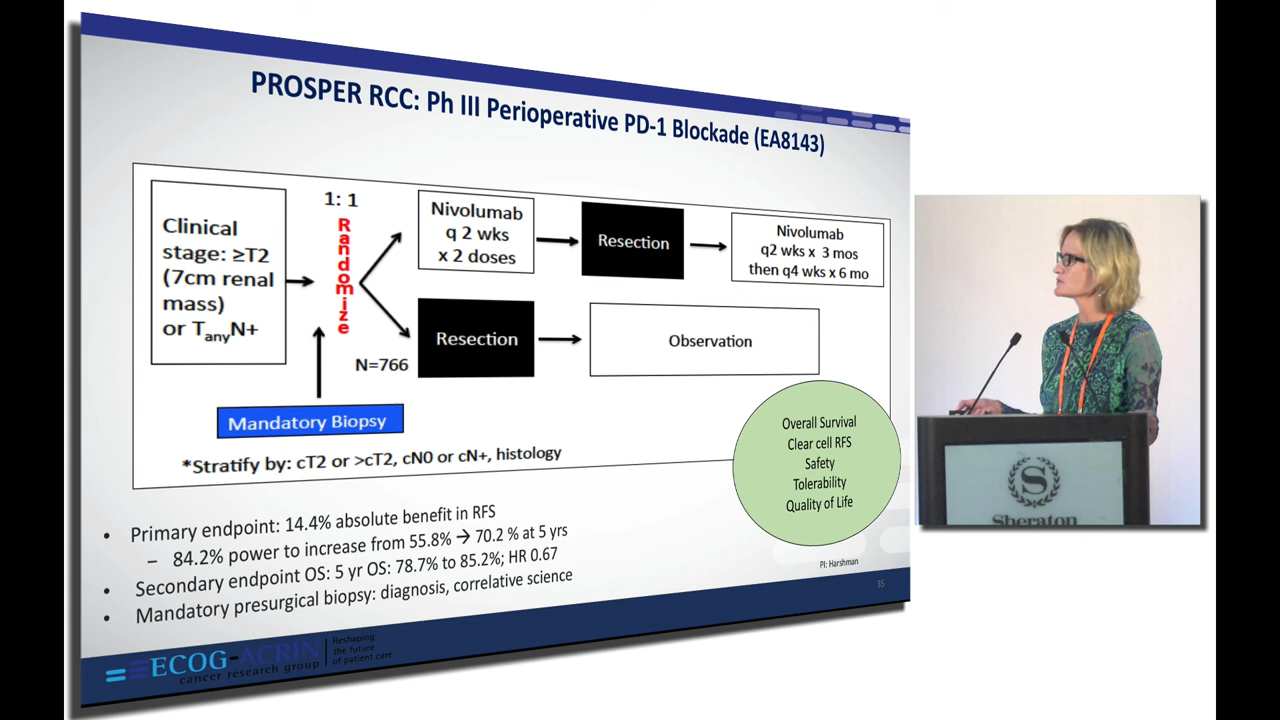 PROSPER RCC: Ph III Perioperative PD-1 Blockade (EA8143)
Clinical
stage: ≥T2
(7cm renal
mass)
or TanyN+
1: 1
Randomize
N=766
Mandatory Biopsy
Nivolumab
q 2 wks
x 2 doses
Resection
Nivolumab
q2 wks x 3 mos
then q4 wks x 6 mo
Resection
Observation
*Stratify by: cT2 or >cT2, cN0 or cN+, histology
Overall Survival
Clear cell RFS
Safety
Tolerability
Quality of Life
• Primary endpoint: 14.4% absolute benefit in RFS
– 84.2% power to increase from 55.8% → 70.2 % at 5 yrs
• Secondary endpoint OS: 5 yr OS: 78.7% to 85.2%; HR 0.67
• Mandatory presurgical biopsy: diagnosis, correlative science
PI: Harshman
35
ECOG-ACRIN
cancer research group
Reshaping
the future
of patient care
S
Sheraton